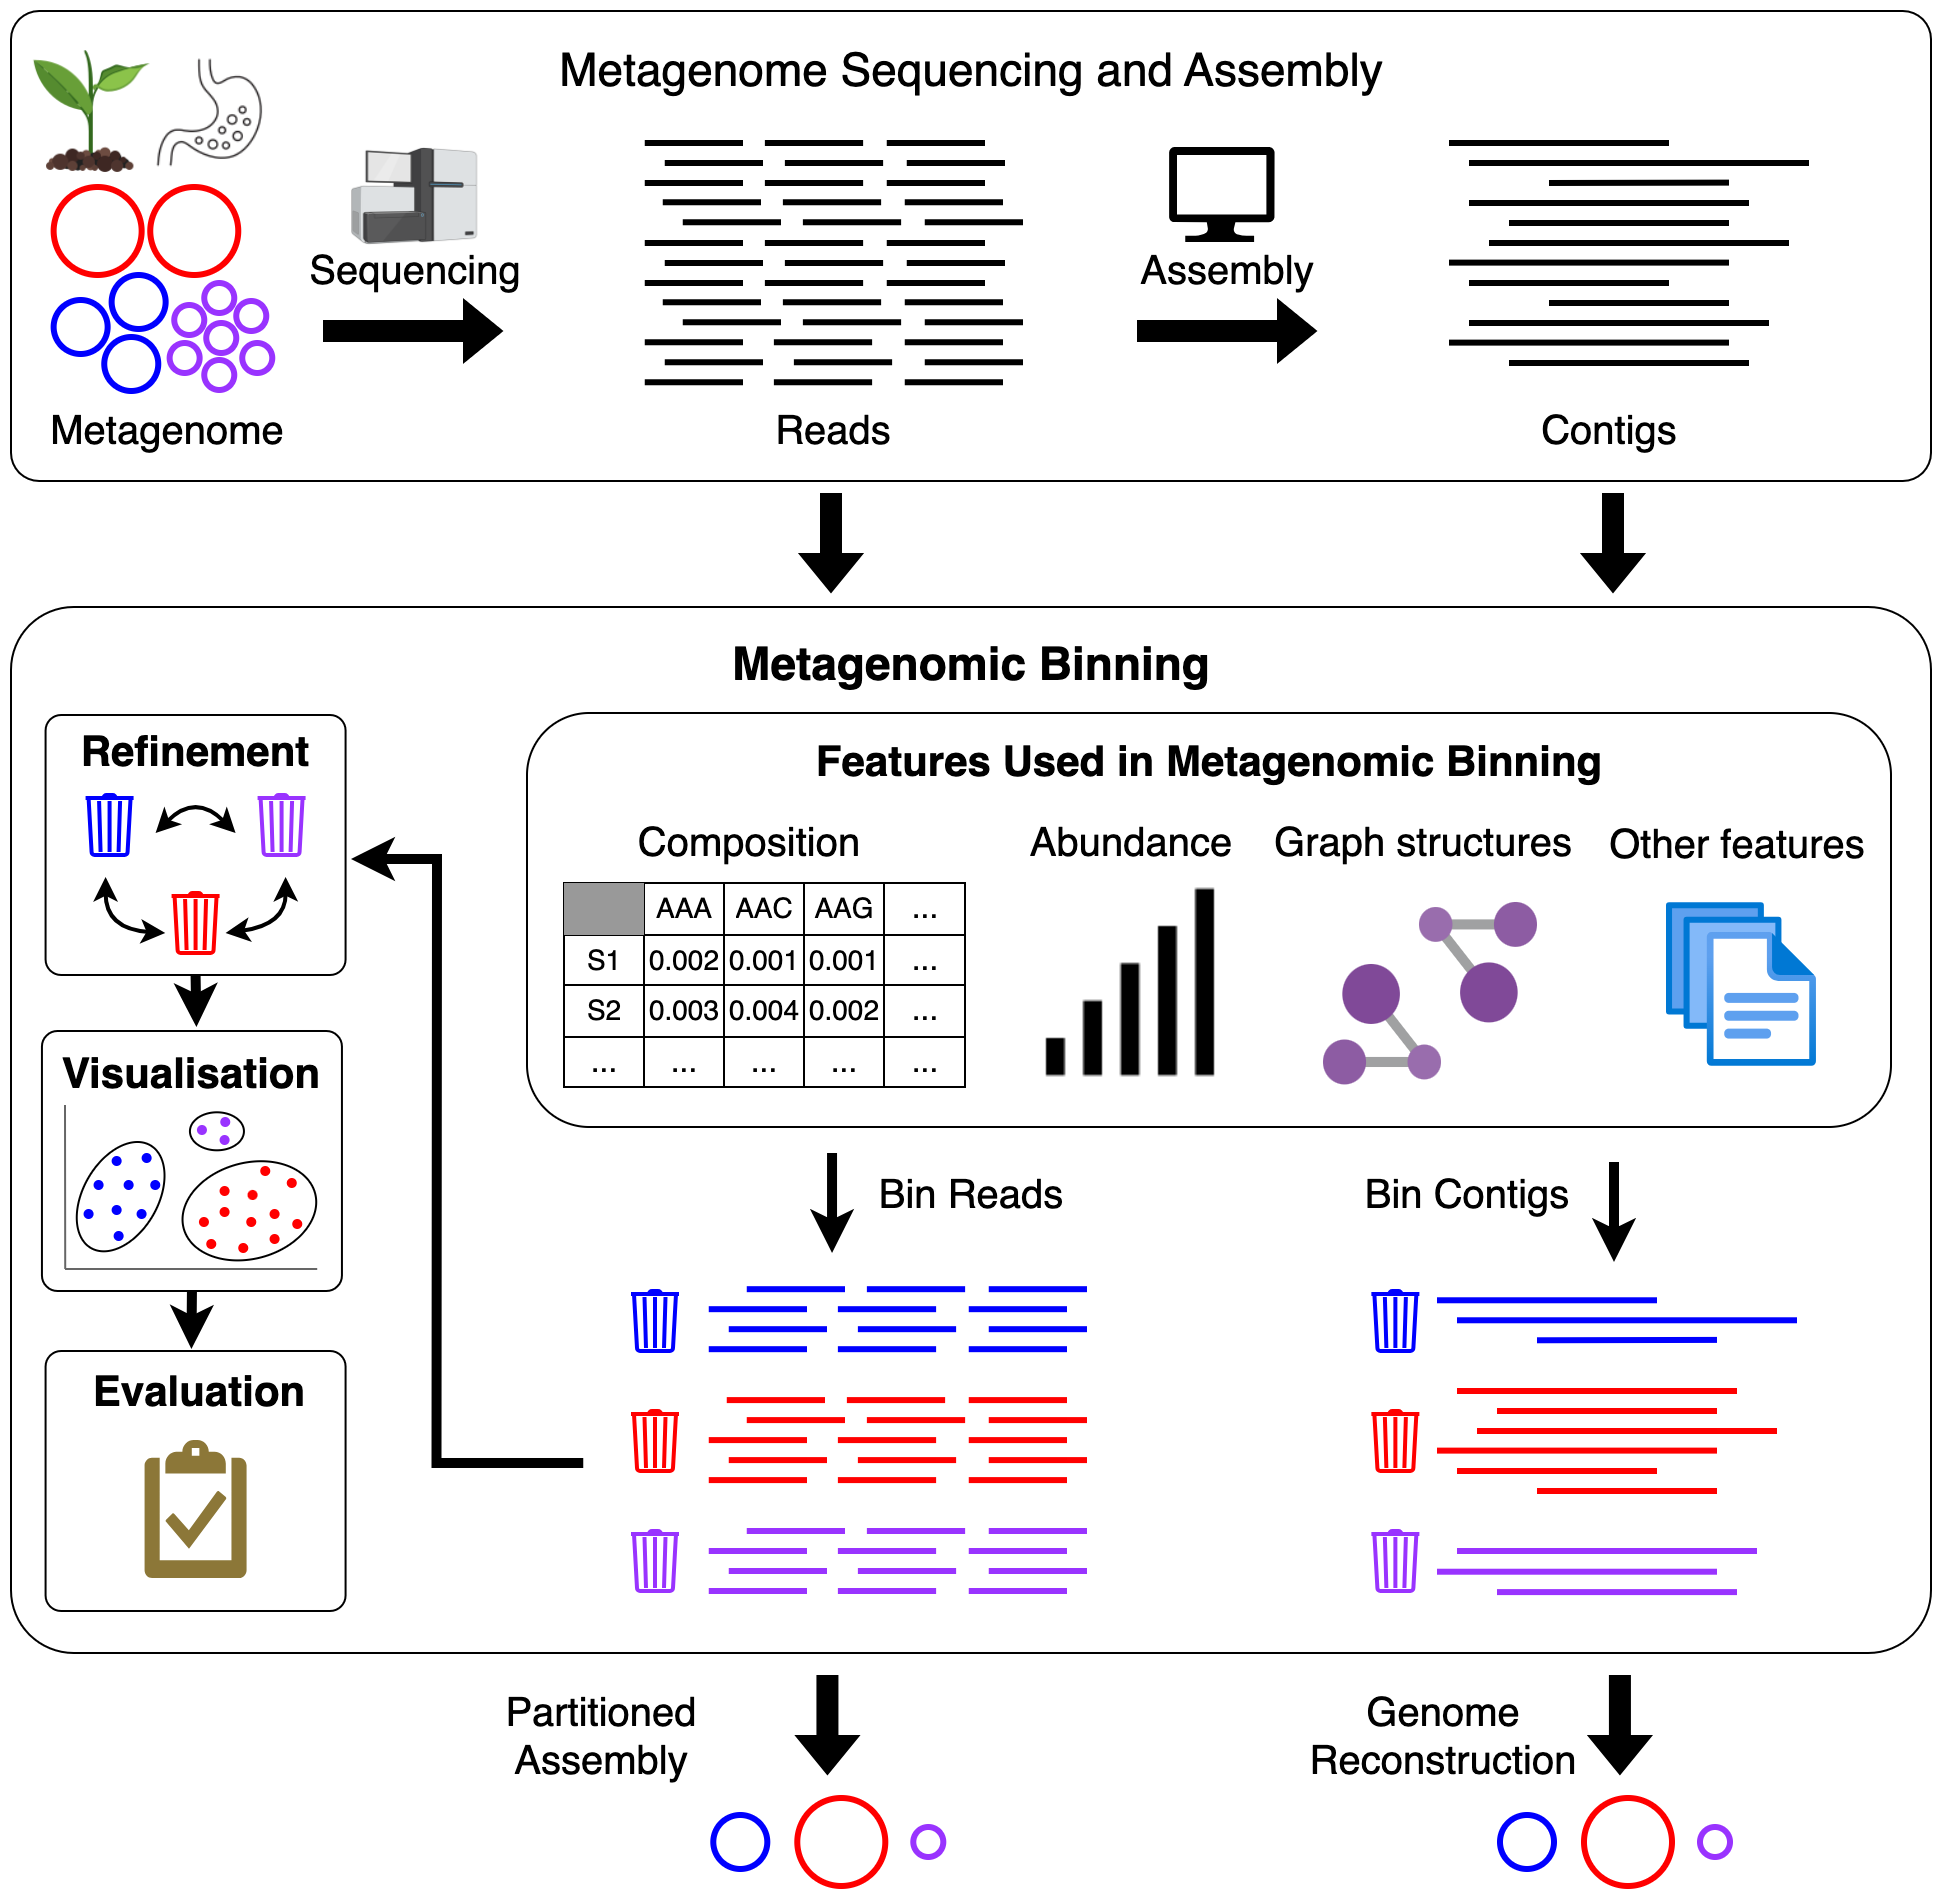 Metagenome Sequencing and Assembly
Sequencing
Assembly
Metagenome
Reads
Contigs
Metagenomic Binning
Refinement
Visualisation
Evaluation
Features Used in Metagenomic Binning
Composition
Abundance
Graph structures
Other features
AAA AAC AAG ...
S1 0.002 0.001 0.001 ...
S2 0.003 0.004 0.002 ...
... ... ... ... ...
Bin Reads
Bin Contigs
Partitioned
Assembly
Genome
Reconstruction